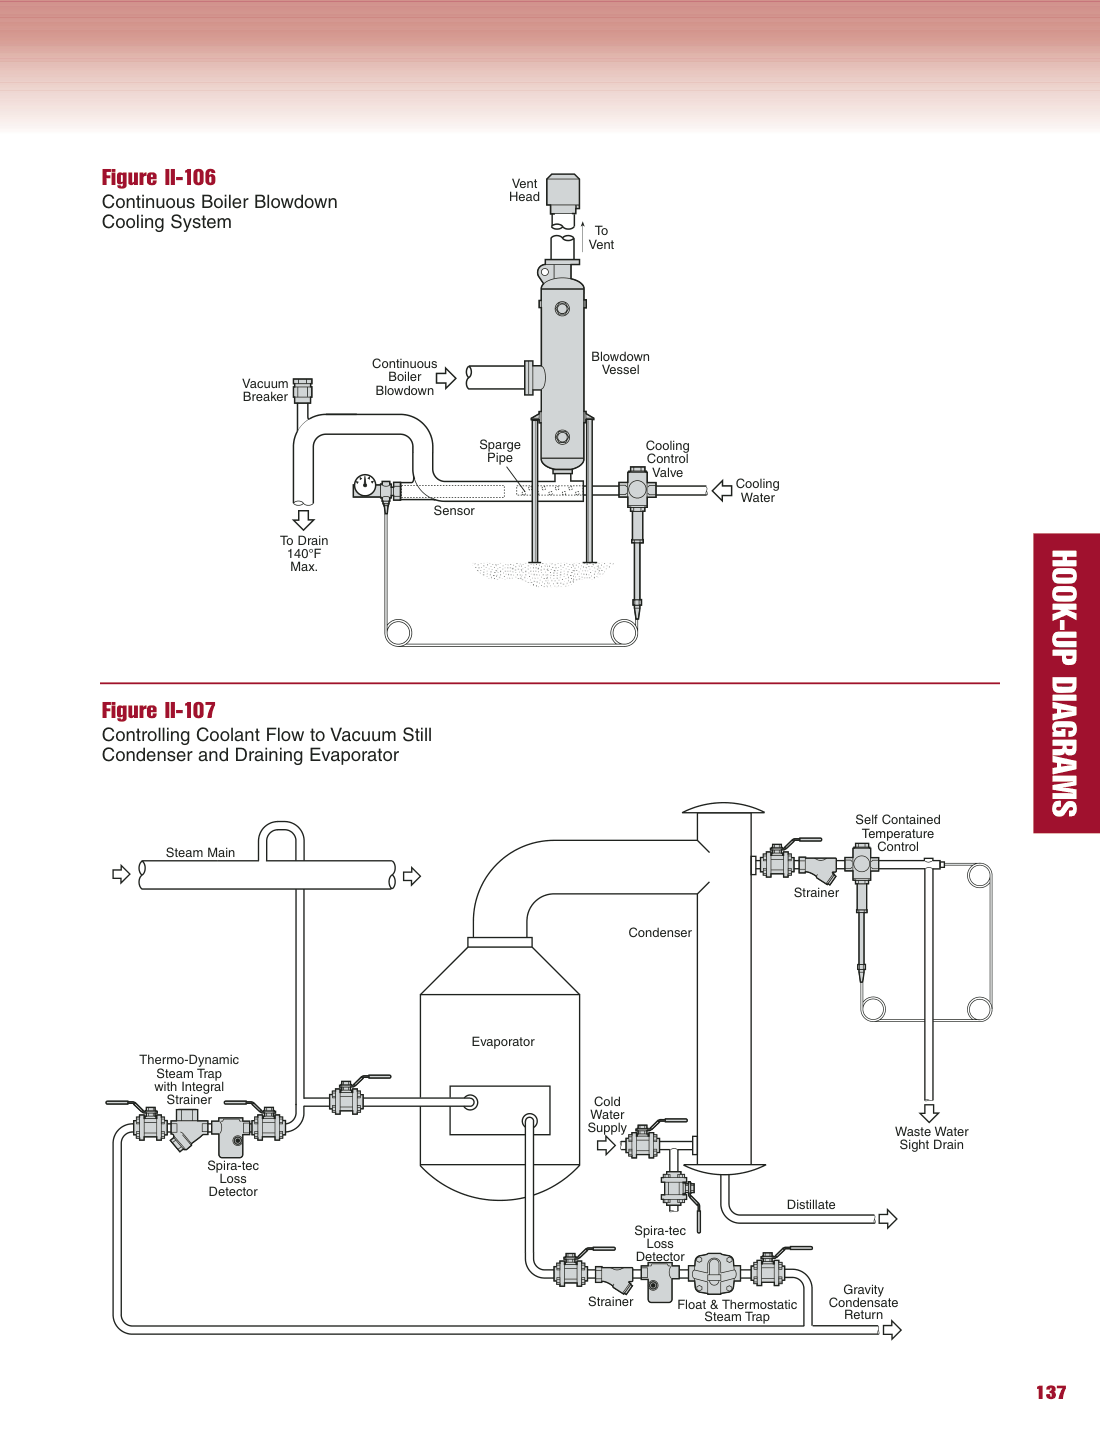 Figure II-106
Continuous Boiler Blowdown
Cooling System
Vent
Head
To
Vent
Blowdown
Vessel
Continuous
Boiler
Blowdown
Vacuum
Breaker
Sparge
Pipe
Cooling
Control
Valve
Cooling
Water
Sensor
To Drain
140°F
Max.
HOOK-UP DIAGRAMS
Figure II-107
Controlling Coolant Flow to Vacuum Still
Condenser and Draining Evaporator
Steam Main
Self Contained
Temperature
Control
Strainer
Condenser
Evaporator
Thermo-Dynamic
Steam Trap
with Integral
Strainer
Cold
Water
Supply
Waste Water
Sight Drain
Spira-tec
Loss
Detector
Distillate
Spira-tec
Loss
Detector
Strainer
Float & Thermostatic
Steam Trap
Gravity
Condensate
Return
137